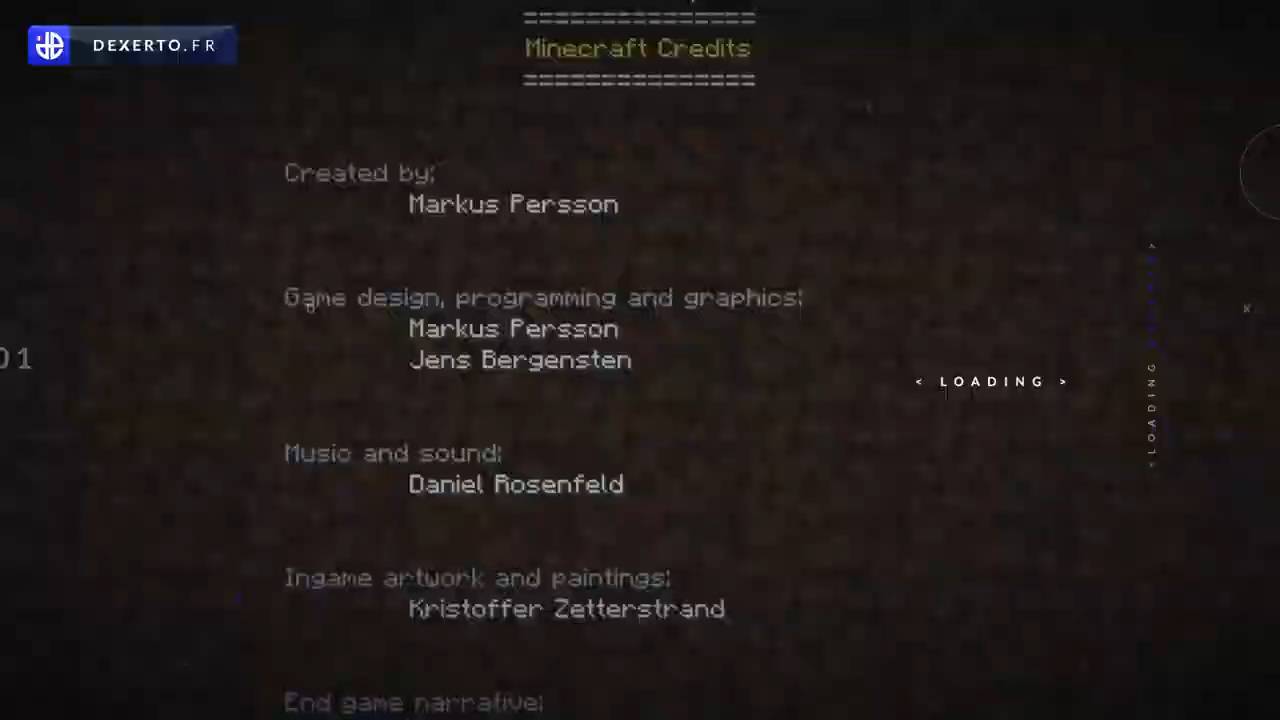 DEXERTO.FR
===============
Minecraft Credits
===============
Created by:
Markus Persson
Game design, programming and graphics:
Markus Persson
Jens Bergensten
01
< LOADING >
<LOADING
x
Music and sound:
Daniel Rosenfeld
Ingame artwork and paintings:
Kristoffer Zetterstrand
End game narrative: